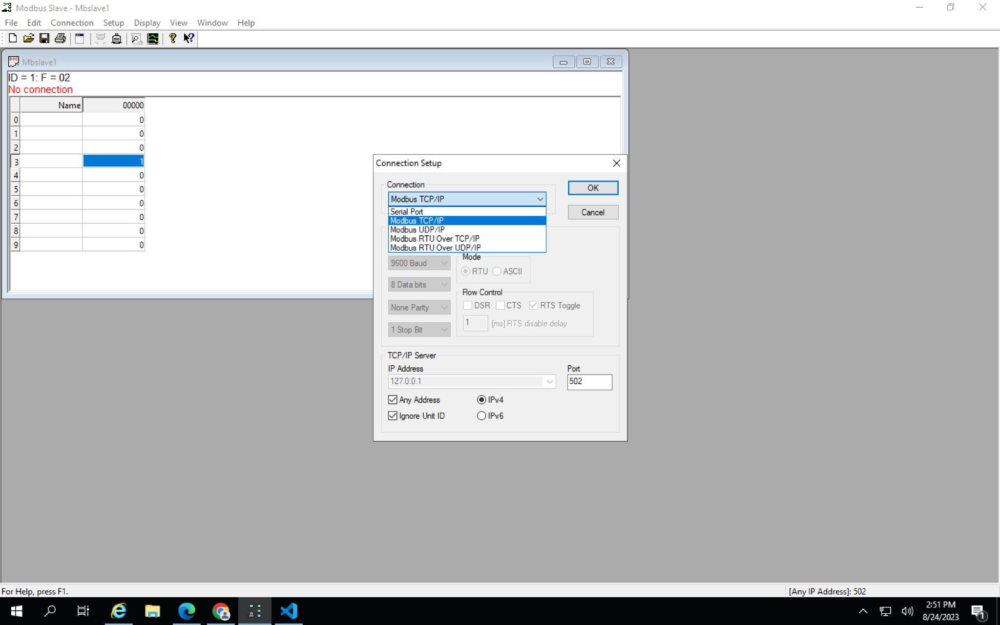 Modbus Slave - Mbslave1
File Edit Connection Setup Display View Window Help
Mbslave1
ID = 1: F = 02
No connection
Name 00000
0 0
1 0
2 0
3 1
4 0
5 0
6 0
7 0
8 0
9 0
Connection Setup
Connection
OK
Modbus TCP/IP
Cancel
Serial Port
Modbus TCP/IP
Modbus UDP/IP
Modbus RTU Over TCP/IP
Modbus RTU Over UDP/IP
Mode
9600 Baud
RTU ASCII
8 Data bits
Flow Control
DSR CTS RTS Toggle
None Parity
1 [ms] RTS disable delay
1 Stop Bit
TCP/IP Server
IP Address Port
127.0.0.1 502
Any Address IPv4
Ignore Unit ID IPv6
For Help, press F1. [Any IP Address]: 502
2:51 PM
8/24/2023
1